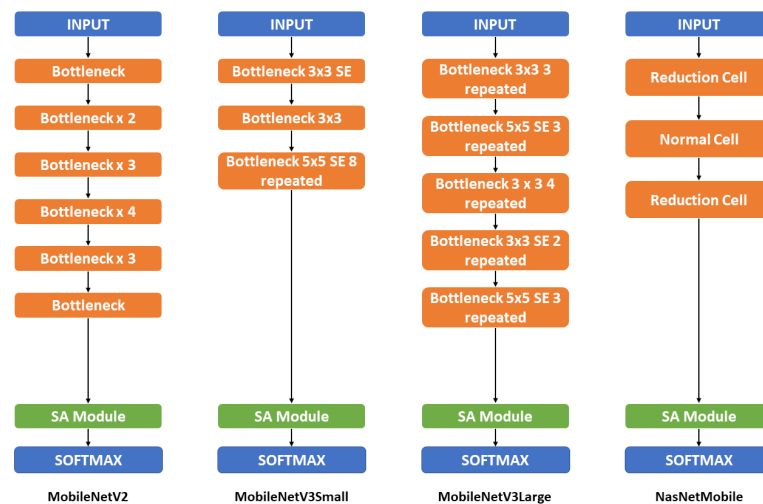 INPUT
Bottleneck
Bottleneck x 2
Bottleneck x 3
Bottleneck x 4
Bottleneck x 3
Bottleneck
SA Module
SOFTMAX
MobileNetV2
INPUT
Bottleneck 3x3 SE
Bottleneck 3x3
Bottleneck 5x5 SE 8
repeated
SA Module
SOFTMAX
MobileNetV3Small
INPUT
Bottleneck 3x3 3
repeated
Bottleneck 5x5 SE 3
repeated
Bottleneck 3 x 3 4
repeated
Bottleneck 3x3 SE 2
repeated
Bottleneck 5x5 SE 3
repeated
SA Module
SOFTMAX
MobileNetV3Large
INPUT
Reduction Cell
Normal Cell
Reduction Cell
SA Module
SOFTMAX
NasNetMobile